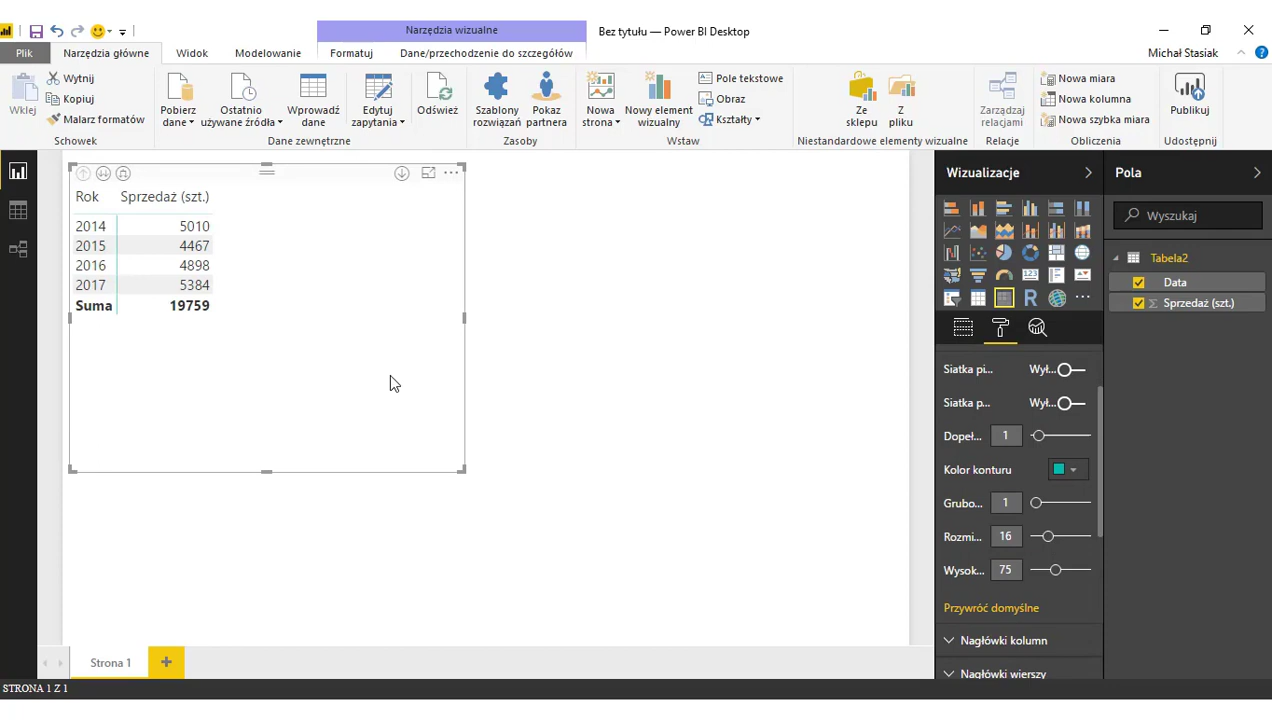 Narzędzia wizualne
Bez tytułu — Power BI Desktop
Plik
Narzędzia główne
Widok
Modelowanie
Formatuj
Dane/przechodzenie do szczegółów
Michał Stasiak
Wklej
Wytnij
Kopiuj
Malarz formatów
Schowek
Pobierz dane
Ostatnio używane źródła
Wprowadź dane
Edytuj zapytania
Odśwież
Dane zewnętrzne
Szablony rozwiązań
Pokaż partnera
Zasoby
Nowa strona
Nowy element wizualny
Pole tekstowe
Obraz
Kształty
Wstaw
Ze sklepu
Z pliku
Niestandardowe elementy wizualne
Zarządzaj relacjami
Relacje
Nowa miara
Nowa kolumna
Nowa szybka miara
Obliczenia
Publikuj
Udostępnij
Rok Sprzedaż (szt.)
2014 5010
2015 4467
2016 4898
2017 5384
Suma 19759
Wizualizacje
123
R
Siatka pi... Wył...
Siatka p... Wył...
Dopeł... 1
Kolor konturu
Grubo... 1
Rozmi... 16
Wysok... 75
Przywróć domyślne
Nagłówki kolumn
Nagłówki wierszy
Pola
Wyszukaj
Tabela2
Data
Σ Sprzedaż (szt.)
Strona 1
STRONA 1 Z 1